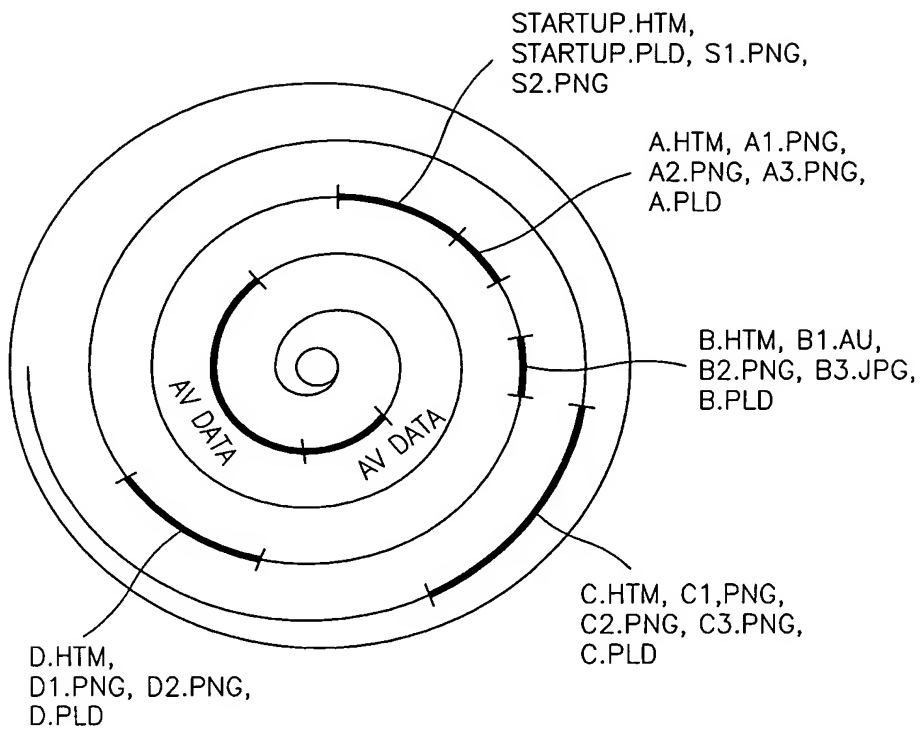 STARTUP.HTM,
STARTUP.PLD, S1.PNG,
S2.PNG
A.HTM, A1.PNG,
A2.PNG, A3.PNG,
A.PLD
B.HTM, B1.AU,
B2.PNG, B3.JPG,
B.PLD
AV DATA
AV DATA
C.HTM, C1,PNG,
C2.PNG, C3.PNG,
C.PLD
D.HTM,
D1.PNG, D2.PNG,
D.PLD